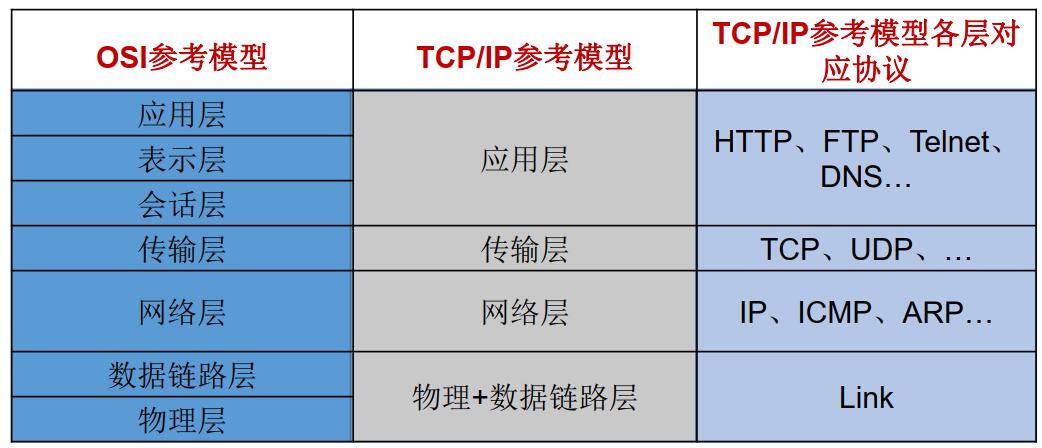 OSI参考模型
TCP/IP参考模型
TCP/IP参考模型各层对
应协议
应用层
表示层
会话层
应用层
HTTP、FTP、Telnet、
DNS…
传输层
传输层
TCP、UDP、…
网络层
网络层
IP、ICMP、ARP…
数据链路层
物理层
物理+数据链路层
Link